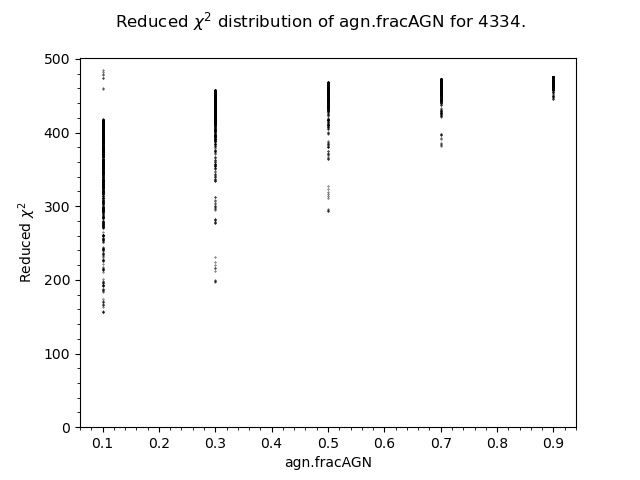 Reduced χ² distribution of agn.fracAGN for 4334.
500
400
300
200
100
0
Reduced χ²
0.1 0.2 0.3 0.4 0.5 0.6 0.7 0.8 0.9
agn.fracAGN